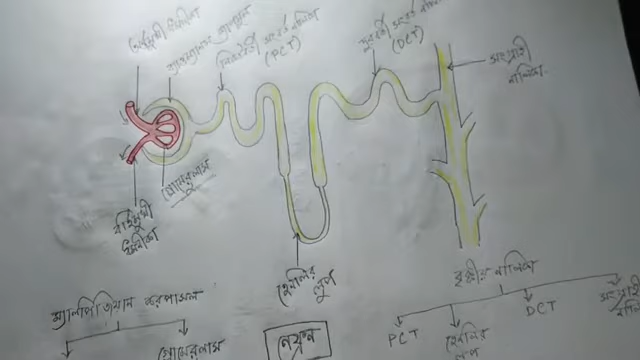 অন্তর্মুখী ধমনিকা
ব্যোম্যানের ক্যাপসুল
নিকটবর্তী সংবর্ত নালিকা
(PCT)
দূরবর্তী সংবর্ত নালিকা
(DCT)
সংগ্রাহী
নালিকা
গ্লোমেরুলাস
বহির্মুখী
ধমনিকা
হেনলির
লুপ
বৃক্কীয় নালিকা
ম্যালপিজিয়ান করপাসল
গ্লোমেরুলাস
নেফ্রন
PCT
হেনলির
লুপ
DCT
সংগ্রাহী
নালিকা